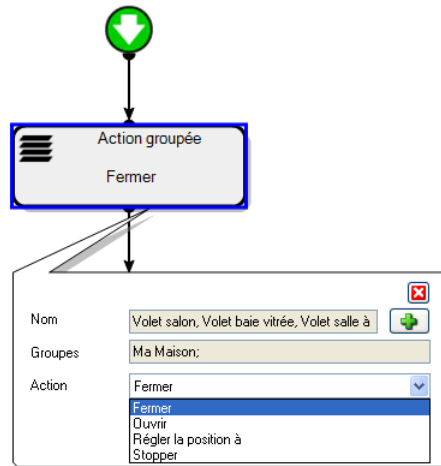 Action groupée
Fermer
Nom Volet salon, Volet baie vitrée, Volet salle à
Groupes Ma Maison;
Action Fermer
Fermer
Ouvrir
Régler la position à
Stopper